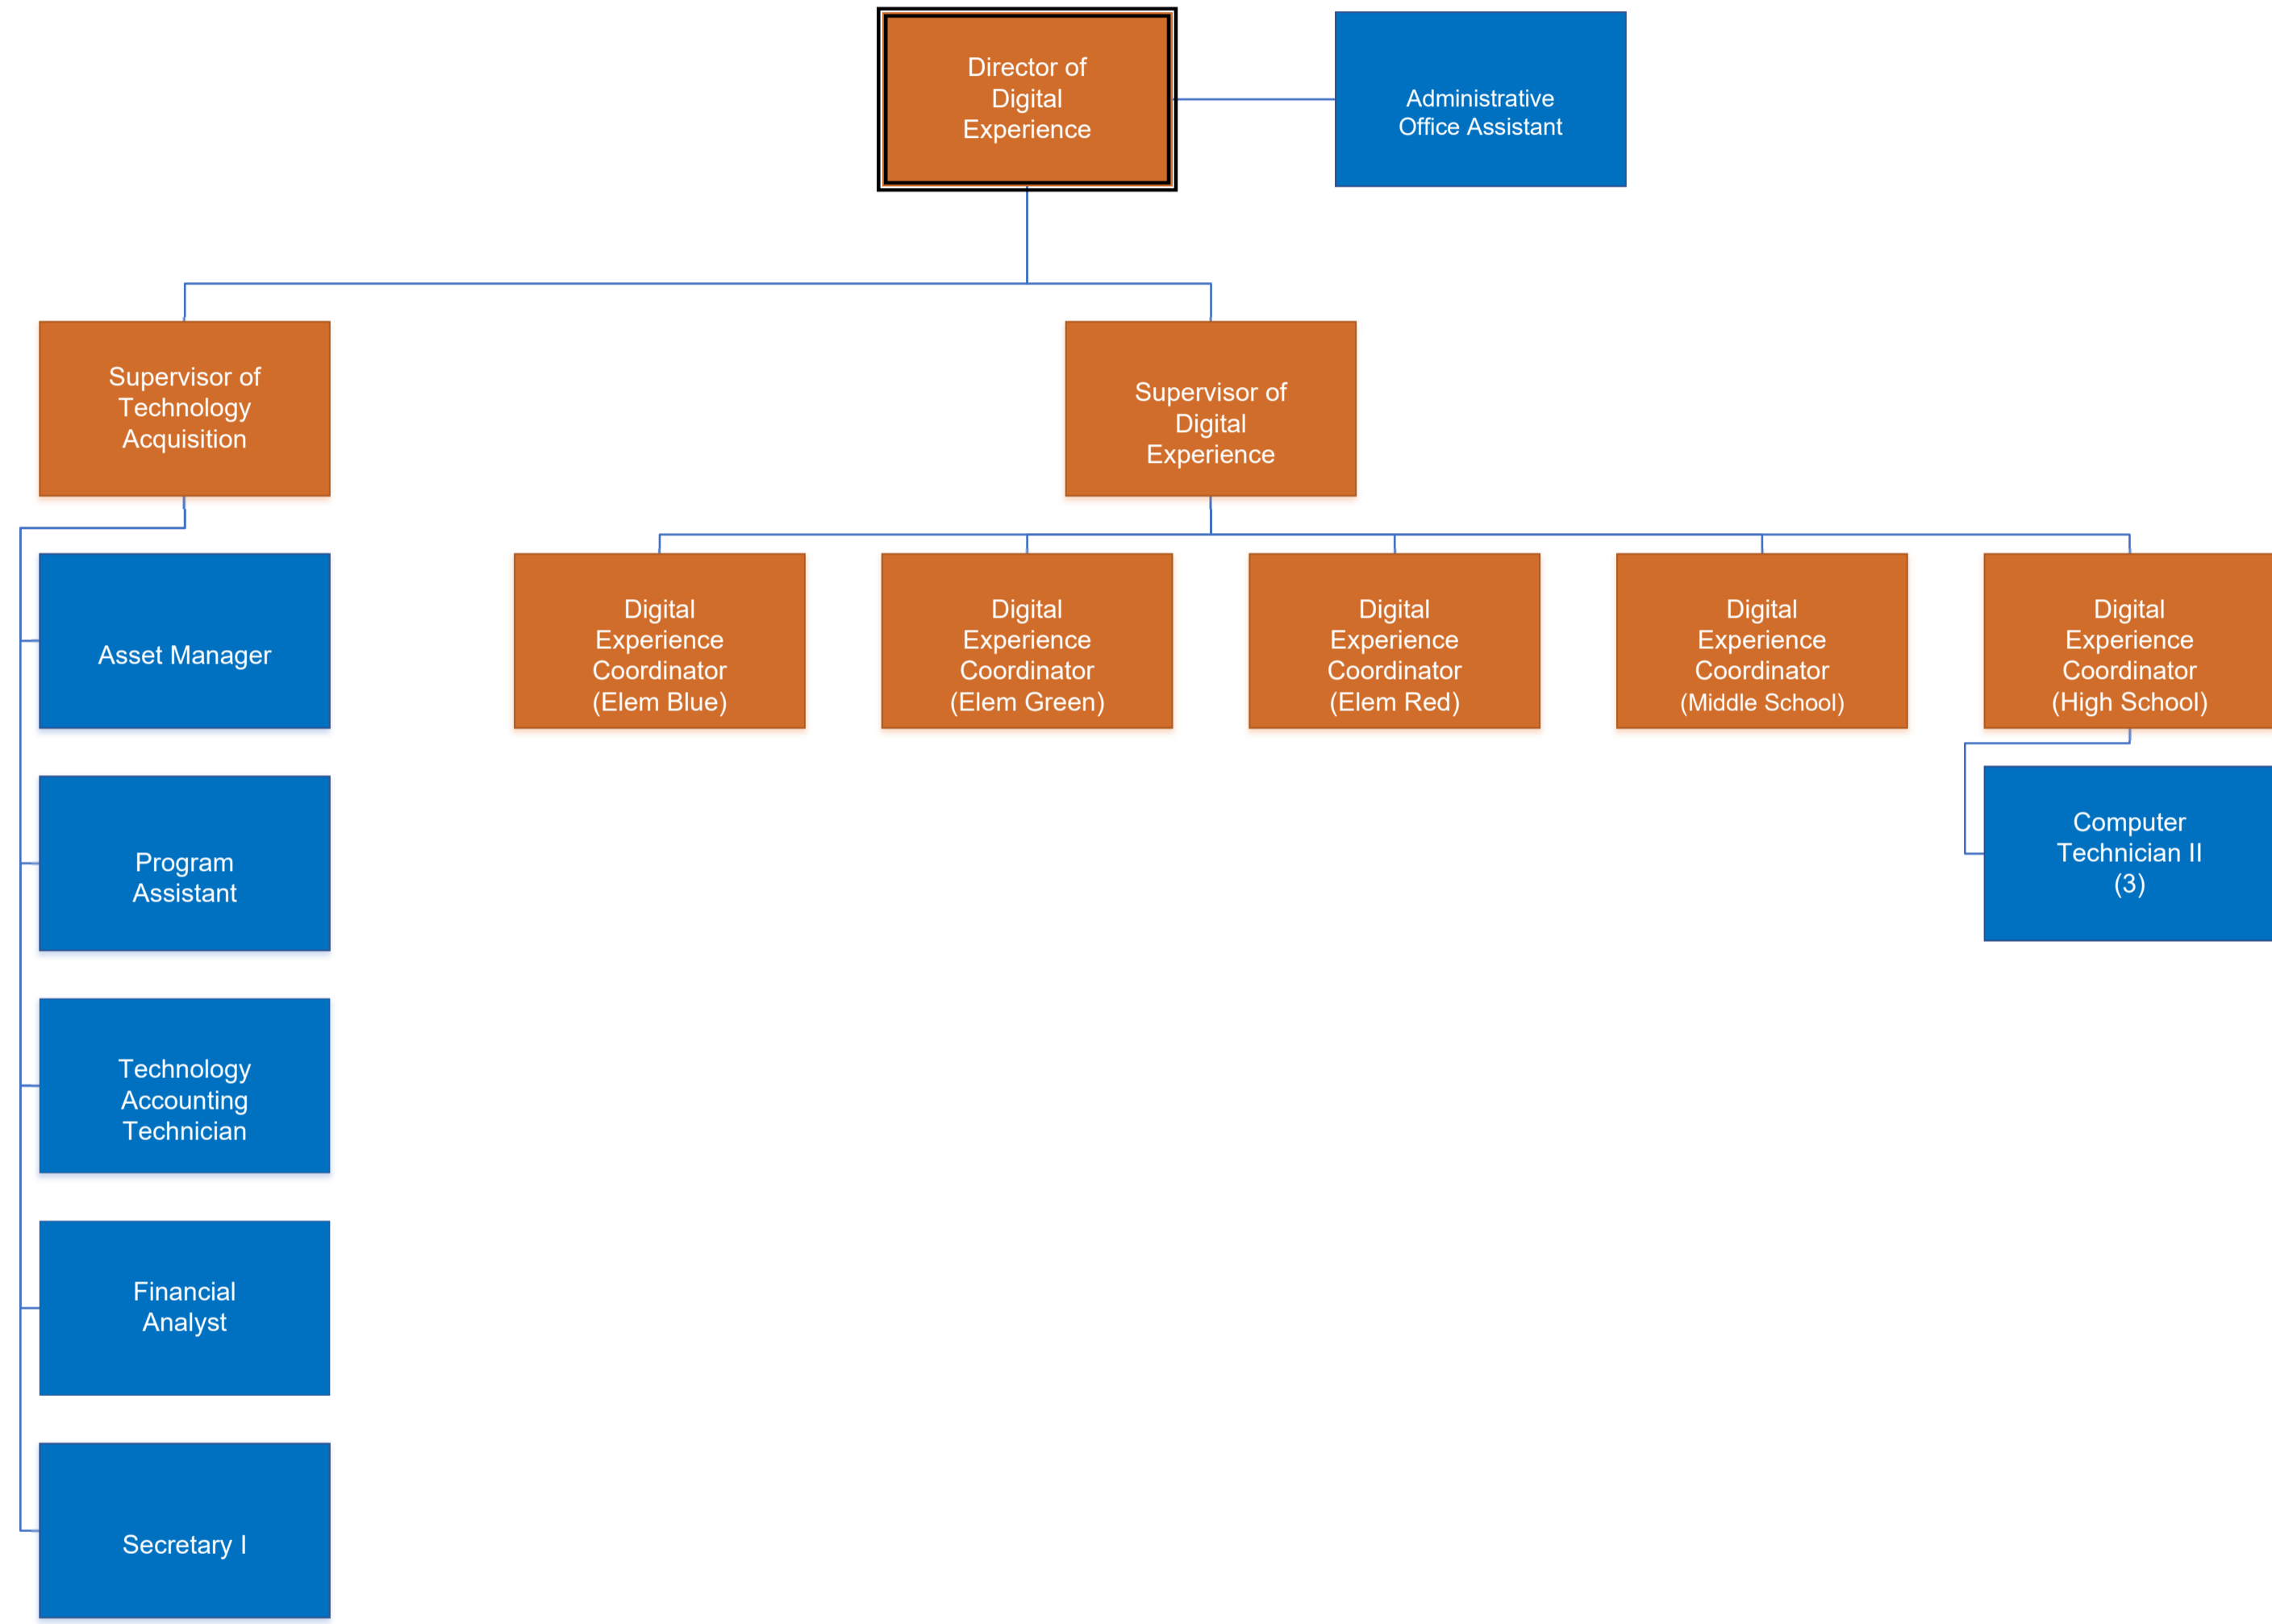 Director of
Digital
Experience
Administrative
Office Assistant
Supervisor of
Technology
Acquisition
Supervisor of
Digital
Experience
Asset Manager
Digital
Experience
Coordinator
(Elem Blue)
Digital
Experience
Coordinator
(Elem Green)
Digital
Experience
Coordinator
(Elem Red)
Digital
Experience
Coordinator
(Middle School)
Digital
Experience
Coordinator
(High School)
Program
Assistant
Computer
Technician II
(3)
Technology
Accounting
Technician
Financial
Analyst
Secretary I